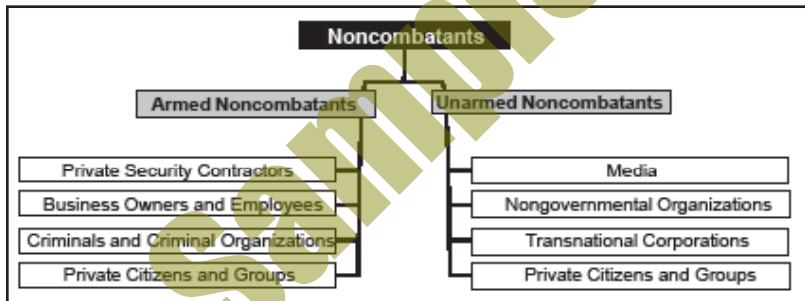 Noncombatants
Armed Noncombatants
Unarmed Noncombatants
Private Security Contractors
Business Owners and Employees
Criminals and Criminal Organizations
Private Citizens and Groups
Media
Nongovernmental Organizations
Transnational Corporations
Private Citizens and Groups
Sample